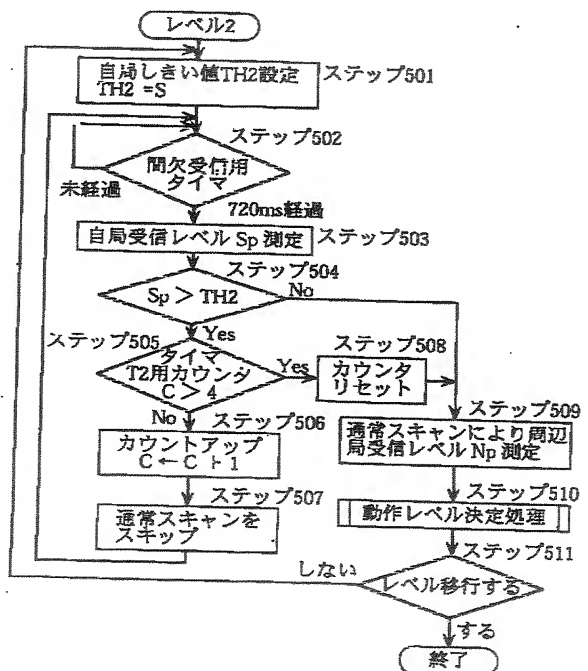 レベル2
自局しきい値TH2設定
TH2 =S
ステップ501
ステップ502
間欠受信用
タイマ
未経過
720ms経過
自局受信レベル Sp 測定
ステップ503
ステップ504
Sp > TH2
No
Yes
ステップ505
タイマ
T2用カウンタ
C > 4
Yes
No
ステップ508
カウンタ
リセット
ステップ506
カウントアップ
C ← C + 1
ステップ507
通常スキャンを
スキップ
ステップ509
通常スキャンにより周辺
局受信レベル Np 測定
ステップ510
動作レベル決定処理
ステップ511
レベル移行する
しない
する
終了